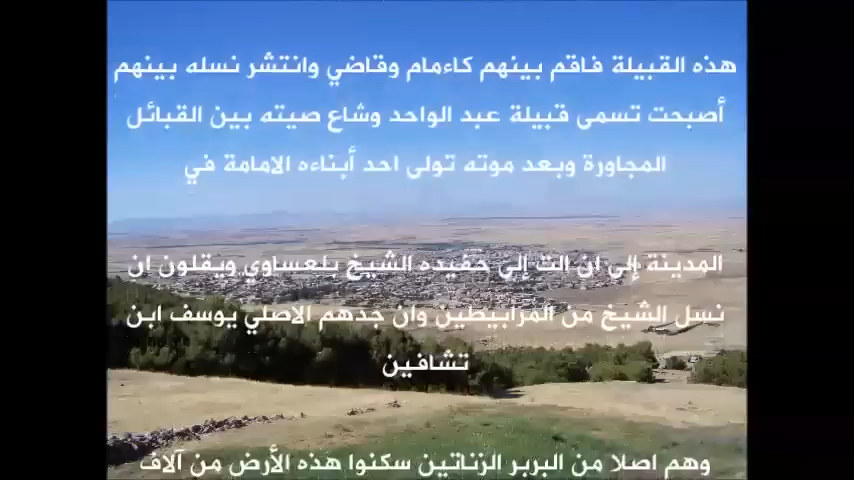 هذه القبيلة فاقم بينهم كاءمام وقاضي وانتشر نسله بينهم
أصبحت تسمى قبيلة عبد الواحد وشاع صيته بين القبائل
المجاورة وبعد موته تولى احد أبناءه الامامة في
المدينة إلى ان الت إلى حفيده الشيخ بلعساوي ويقلون ان
نسل الشيخ من المرابيطين وان جدهم الاصلي يوسف ابن
تشافين
وهم اصلا من البربر الزناتين سكنوا هذه الأرض من آلاف